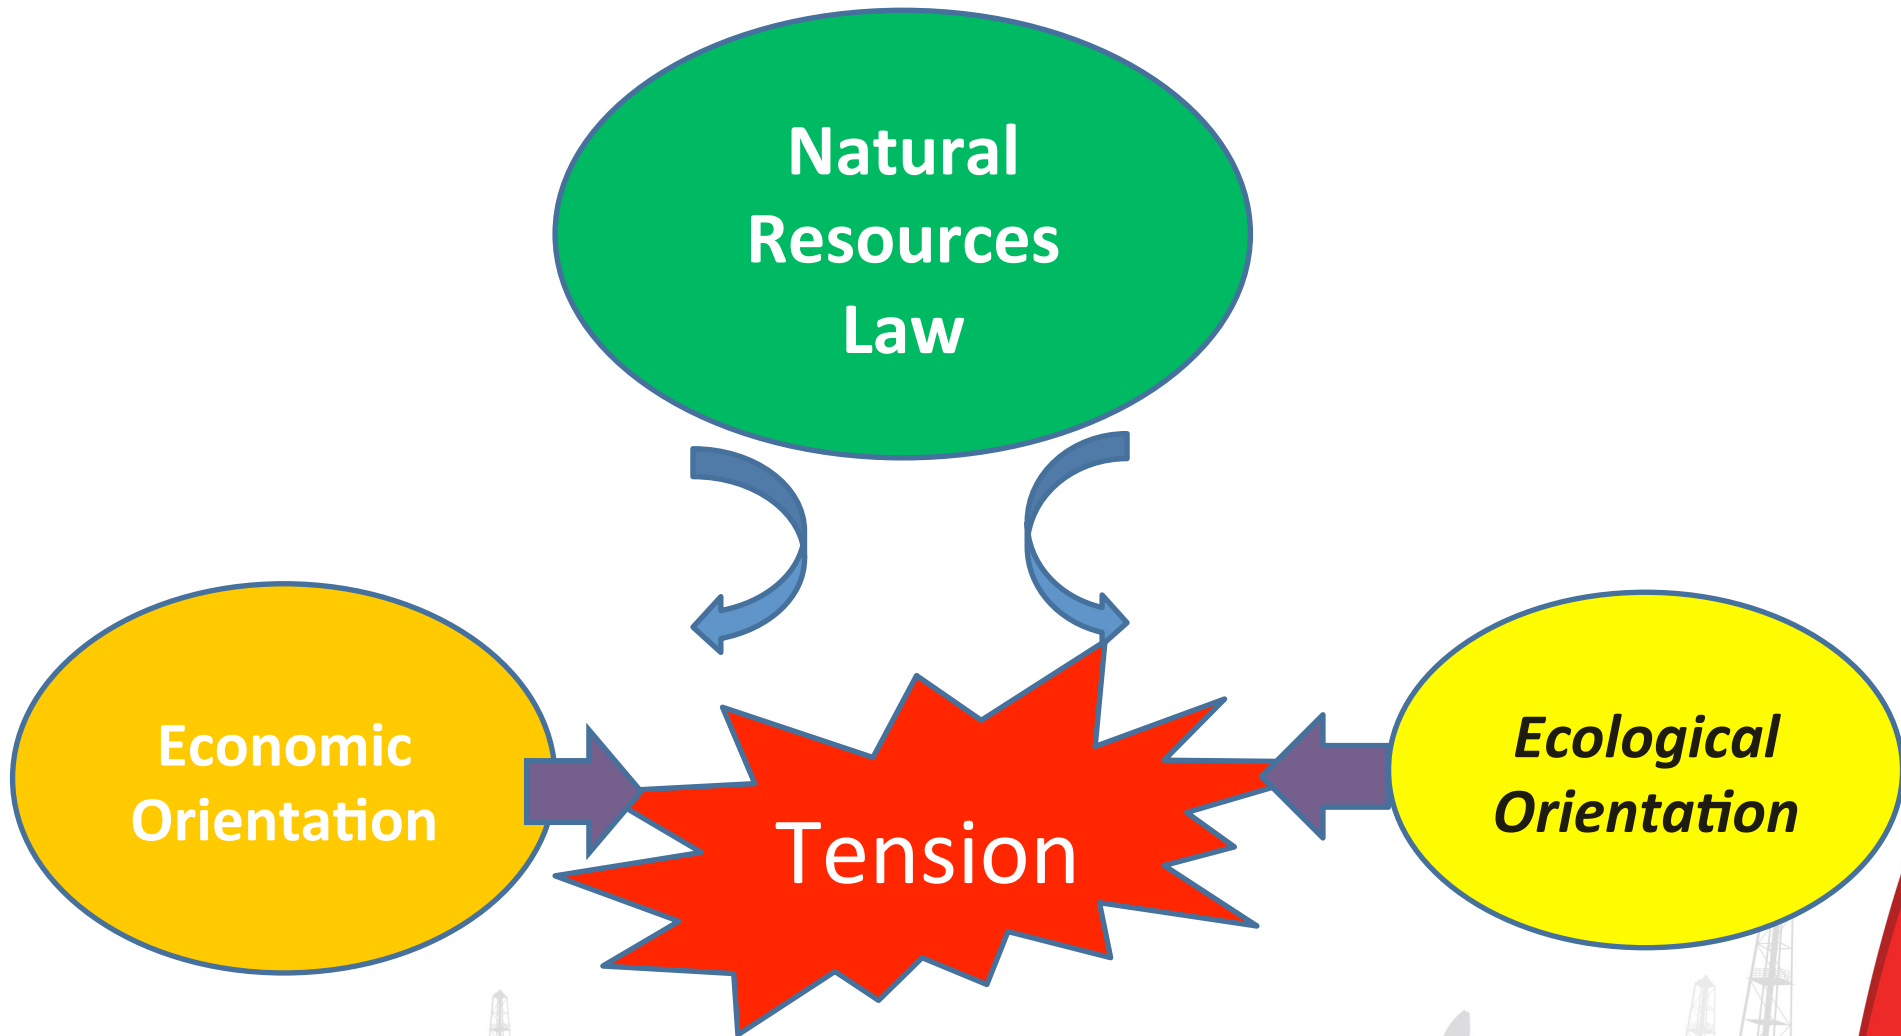 Natural
Resources
Law
Economic
Orientation
Ecological
Orientation
Tension